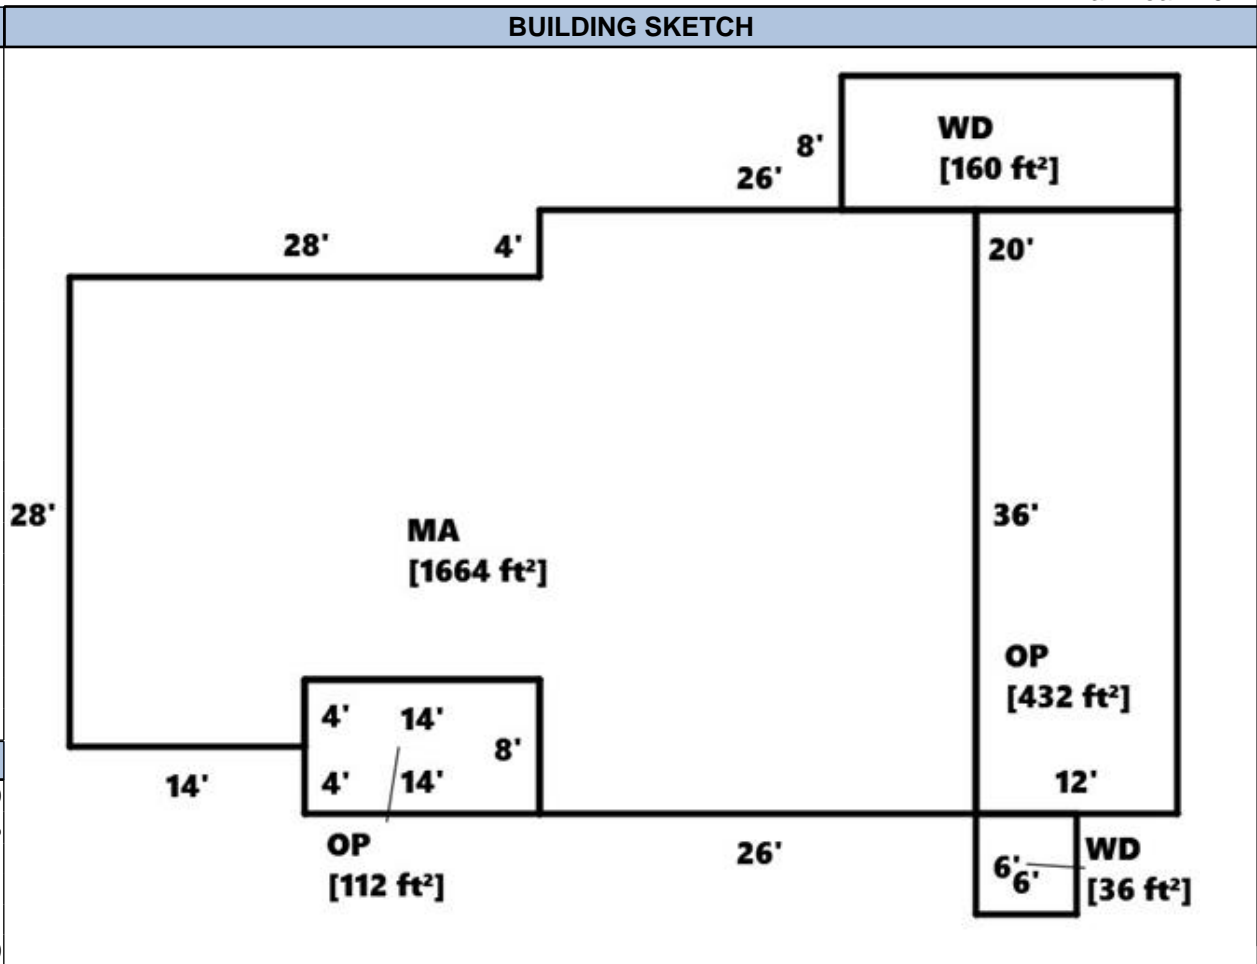 BUILDING SKETCH
WD
[160 ft²]
8'
26'
28'
4'
20'
28'
MA
[1664 ft²]
36'
OP
[432 ft²]
4'
14'
8'
4'
14'
14'
12'
OP
[112 ft²]
26'
6'
6'
WD
[36 ft²]